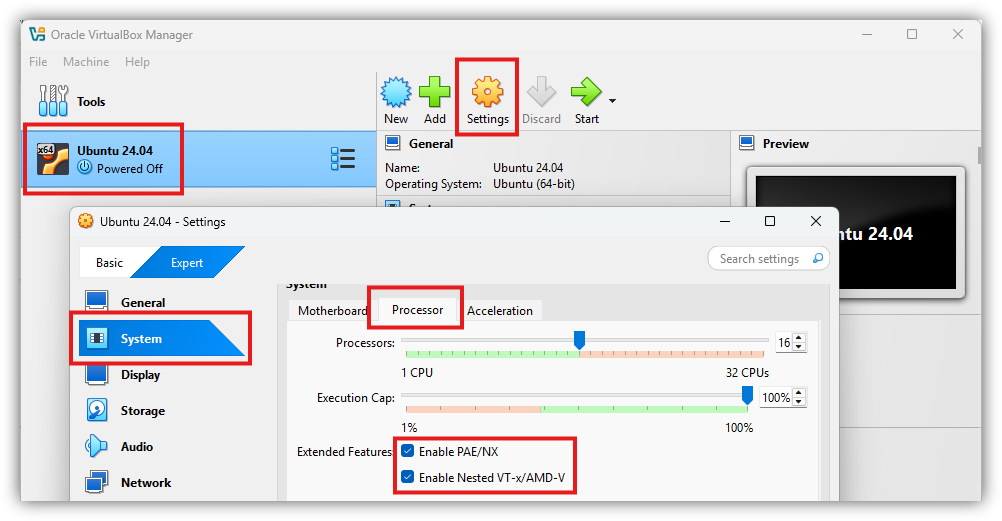 Oracle VirtualBox Manager
File Machine Help
Tools
New Add Settings Discard Start
x64
Ubuntu 24.04
Powered Off
General
Name: Ubuntu 24.04
Operating System: Ubuntu (64-bit)
Preview
ntu 24.04
Ubuntu 24.04 - Settings
Basic Expert
Search settings
General
System
Display
Storage
Audio
Network
System
Motherboard Processor Acceleration
Processors: 16
1 CPU 32 CPUs
Execution Cap: 100%
1% 100%
Extended Features: Enable PAE/NX
Enable Nested VT-x/AMD-V